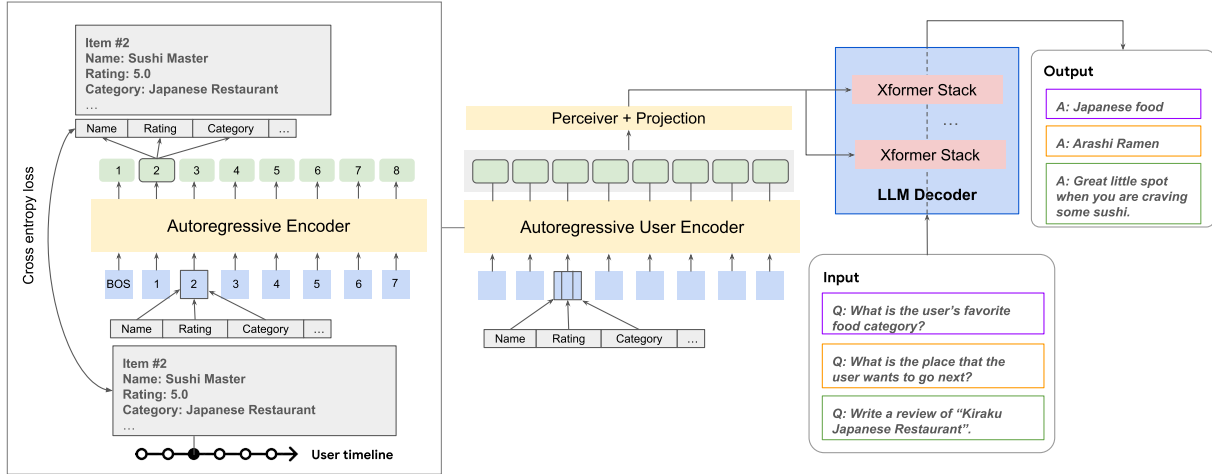 Item #2
Name: Sushi Master
Rating: 5.0
Category: Japanese Restaurant
…
Name Rating Category …
1 2 3 4 5 6 7 8
Autoregressive Encoder
BOS 1 2 3 4 5 6 7
Name Rating Category …
Item #2
Name: Sushi Master
Rating: 5.0
Category: Japanese Restaurant
…
User timeline
Cross entropy loss
Perceiver + Projection
Autoregressive User Encoder
Name Rating Category …
Xformer Stack
…
Xformer Stack
LLM Decoder
Input
Q: What is the user's favorite
food category?
Q: What is the place that the
user wants to go next?
Q: Write a review of “Kiraku
Japanese Restaurant”.
Output
A: Japanese food
A: Arashi Ramen
A: Great little spot
when you are craving
some sushi.